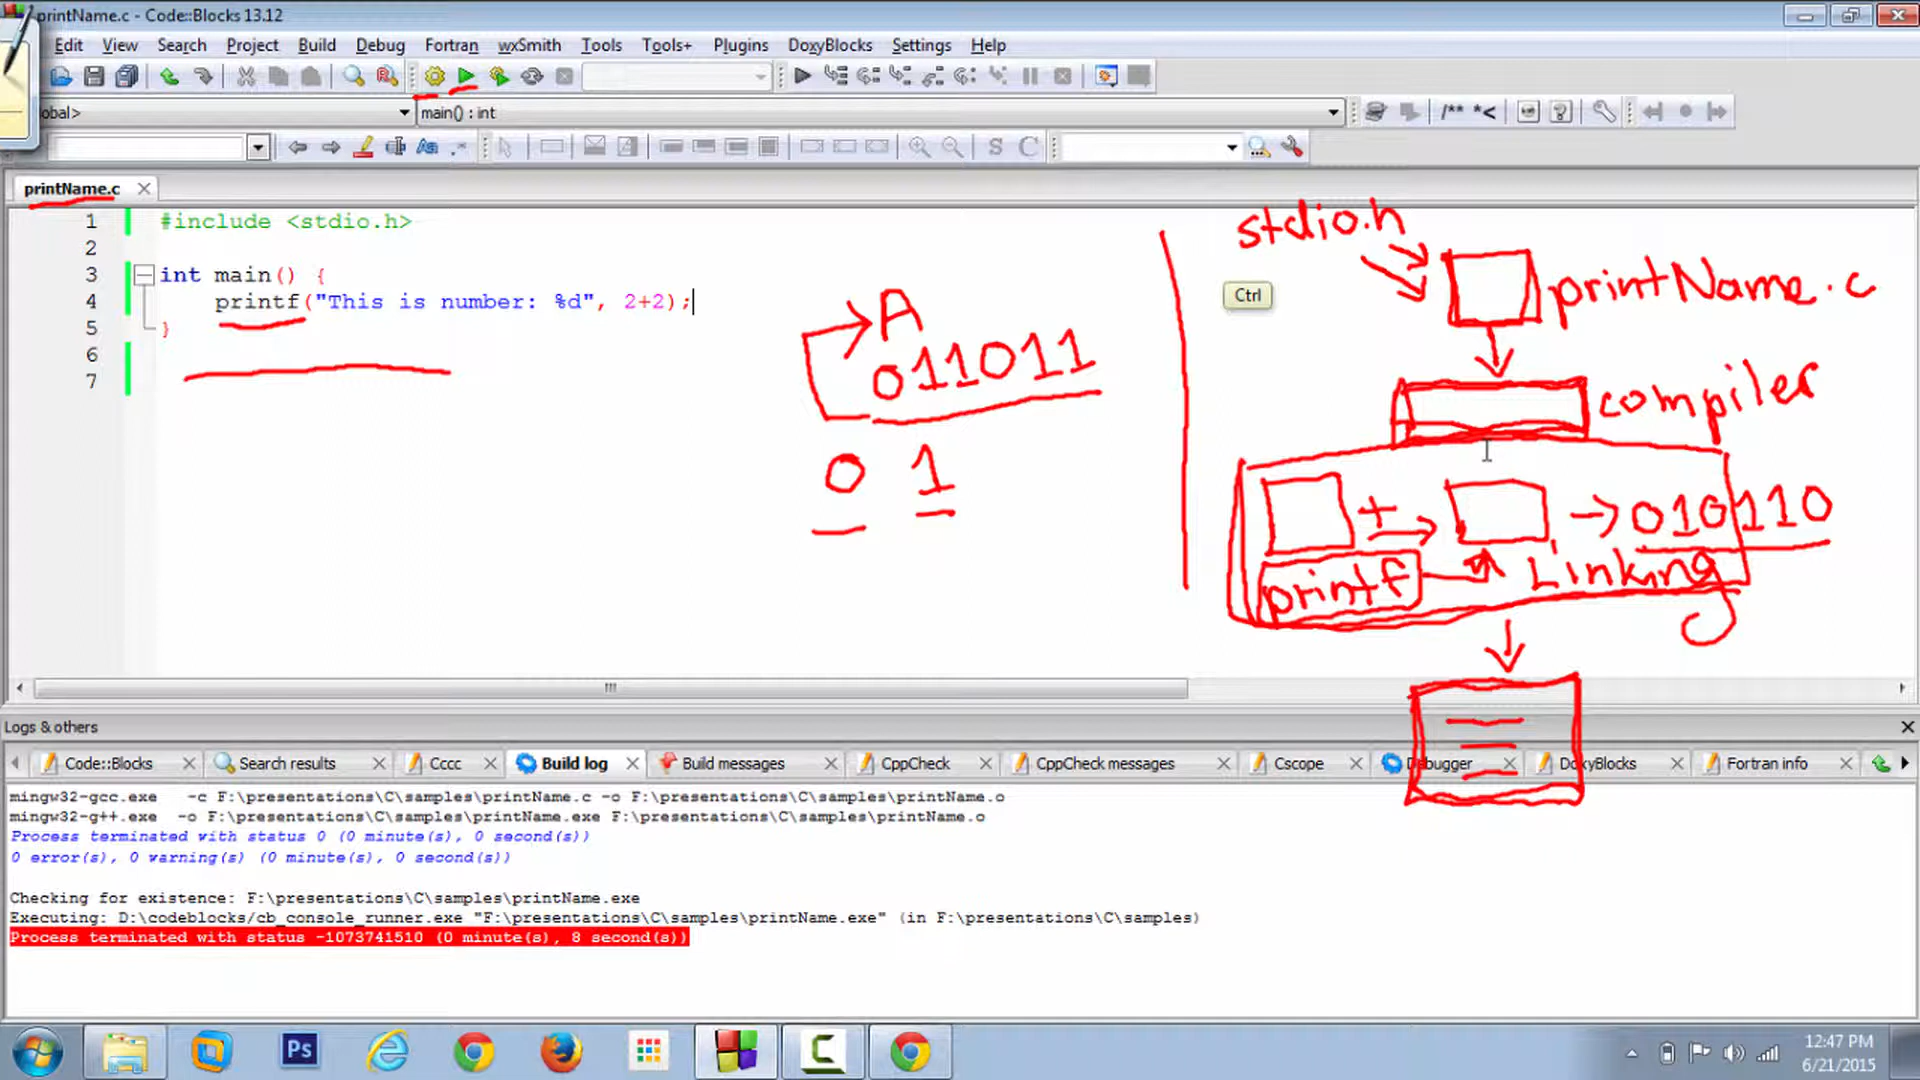 printName.c - Code::Blocks 13.12
Edit View Search Project Build Debug Fortran wxSmith Tools Tools+ Plugins DoxyBlocks Settings Help
obal> main() : int
/** *<
Aa .*
S C
printName.c
1 #include <stdio.h>
2
3 int main() {
4 printf("This is number: %d", 2+2);
5 }
6
7
A
011011
0 1
stdio.h
Ctrl
printName.c
compiler
+ 010110
printf Linking
Logs & others
Code::Blocks Search results Cccc Build log Build messages CppCheck CppCheck messages Cscope Debugger DoxyBlocks Fortran info
mingw32-gcc.exe -c F:\presentations\C\samples\printName.c -o F:\presentations\C\samples\printName.o
mingw32-g++.exe -o F:\presentations\C\samples\printName.exe F:\presentations\C\samples\printName.o
Process terminated with status 0 (0 minute(s), 0 second(s))
0 error(s), 0 warning(s) (0 minute(s), 0 second(s))
Checking for existence: F:\presentations\C\samples\printName.exe
Executing: D:\codeblocks/cb_console_runner.exe "F:\presentations\C\samples\printName.exe" (in F:\presentations\C\samples)
Process terminated with status -1073741510 (0 minute(s), 8 second(s))
Ps
12:47 PM
6/21/2015